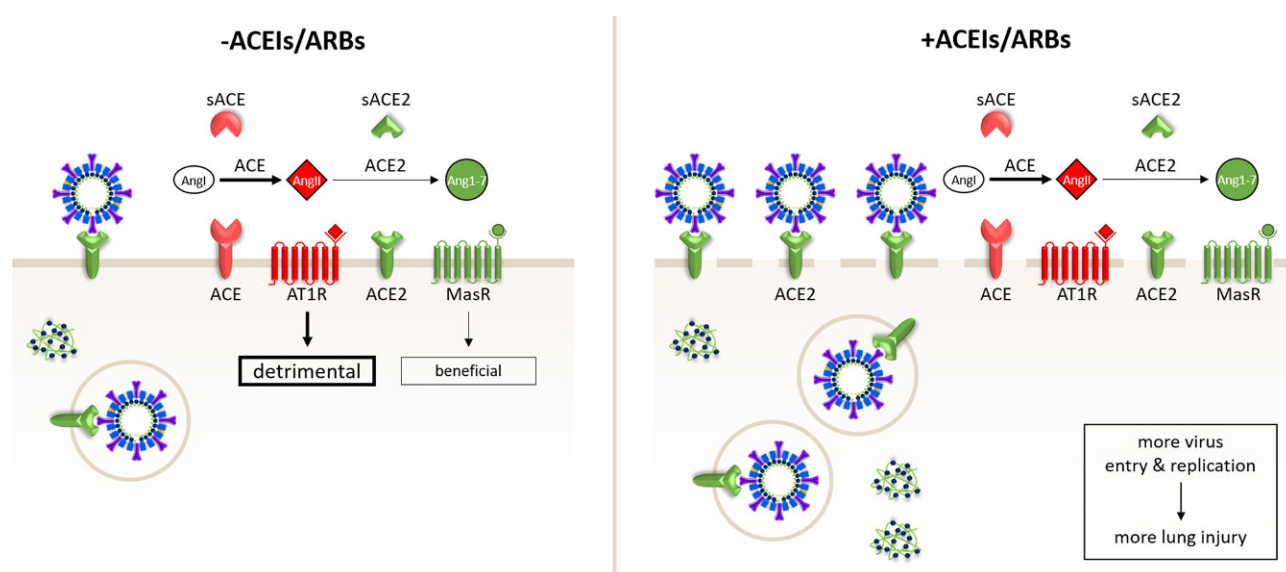 -ACEIs/ARBs
sACE
sACE2
AngI
ACE
AngII
ACE2
Ang1-7
ACE
AT1R
ACE2
MasR
detrimental
beneficial
+ACEIs/ARBs
sACE
sACE2
AngI
ACE
AngII
ACE2
Ang1-7
ACE2
ACE
AT1R
ACE2
MasR
more virus
entry & replication
more lung injury